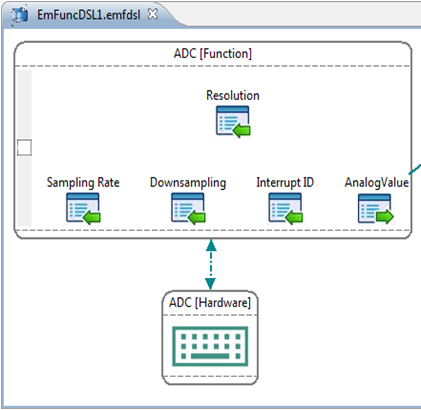 EmFuncDSL1.emfdsl
ADC [Function]
Resolution
Sampling Rate Downsampling Interrupt ID AnalogValue
ADC [Hardware]